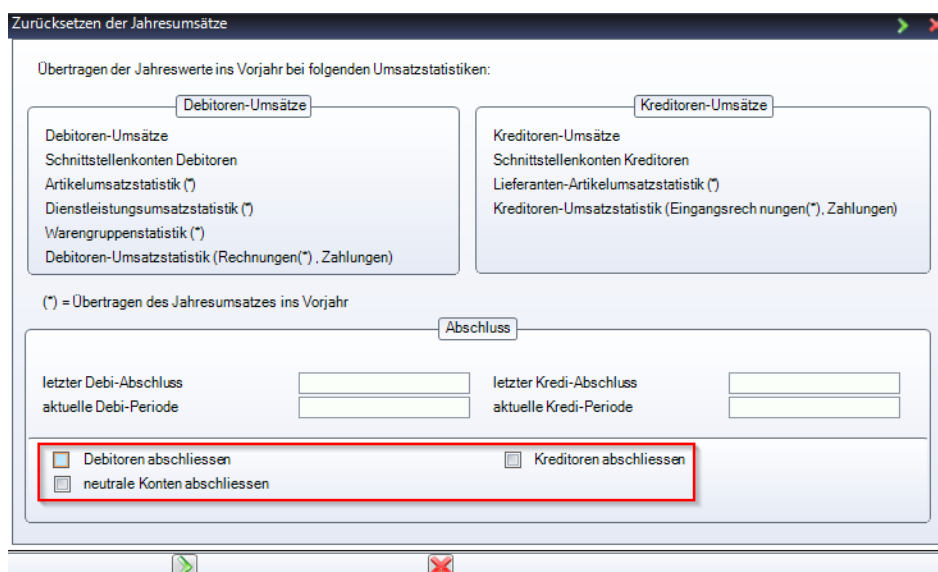 Zurücksetzen der Jahresumsätze
Übertragen der Jahreswerte ins Vorjahr bei folgenden Umsatzstatistiken:
Debitoren-Umsätze
Debitoren-Umsätze
Schnittstellenkonten Debitoren
Artikelumsatzstatistik (*)
Dienstleistungsumsatzstatistik (*)
Warengruppenstatistik (*)
Debitoren-Umsatzstatistik (Rechnungen(*) , Zahlungen)
Kreditoren-Umsätze
Kreditoren-Umsätze
Schnittstellenkonten Kreditoren
Lieferanten-Artikelumsatzstatistik (*)
Kreditoren-Umsatzstatistik (Eingangsrech nungen(*), Zahlungen)
(*) = Übertragen des Jahresumsatzes ins Vorjahr
Abschluss
letzter Debi-Abschluss
aktuelle Debi-Periode
letzter Kredi-Abschluss
aktuelle Kredi-Periode
Debitoren abschliessen
Kreditoren abschliessen
neutrale Konten abschliessen